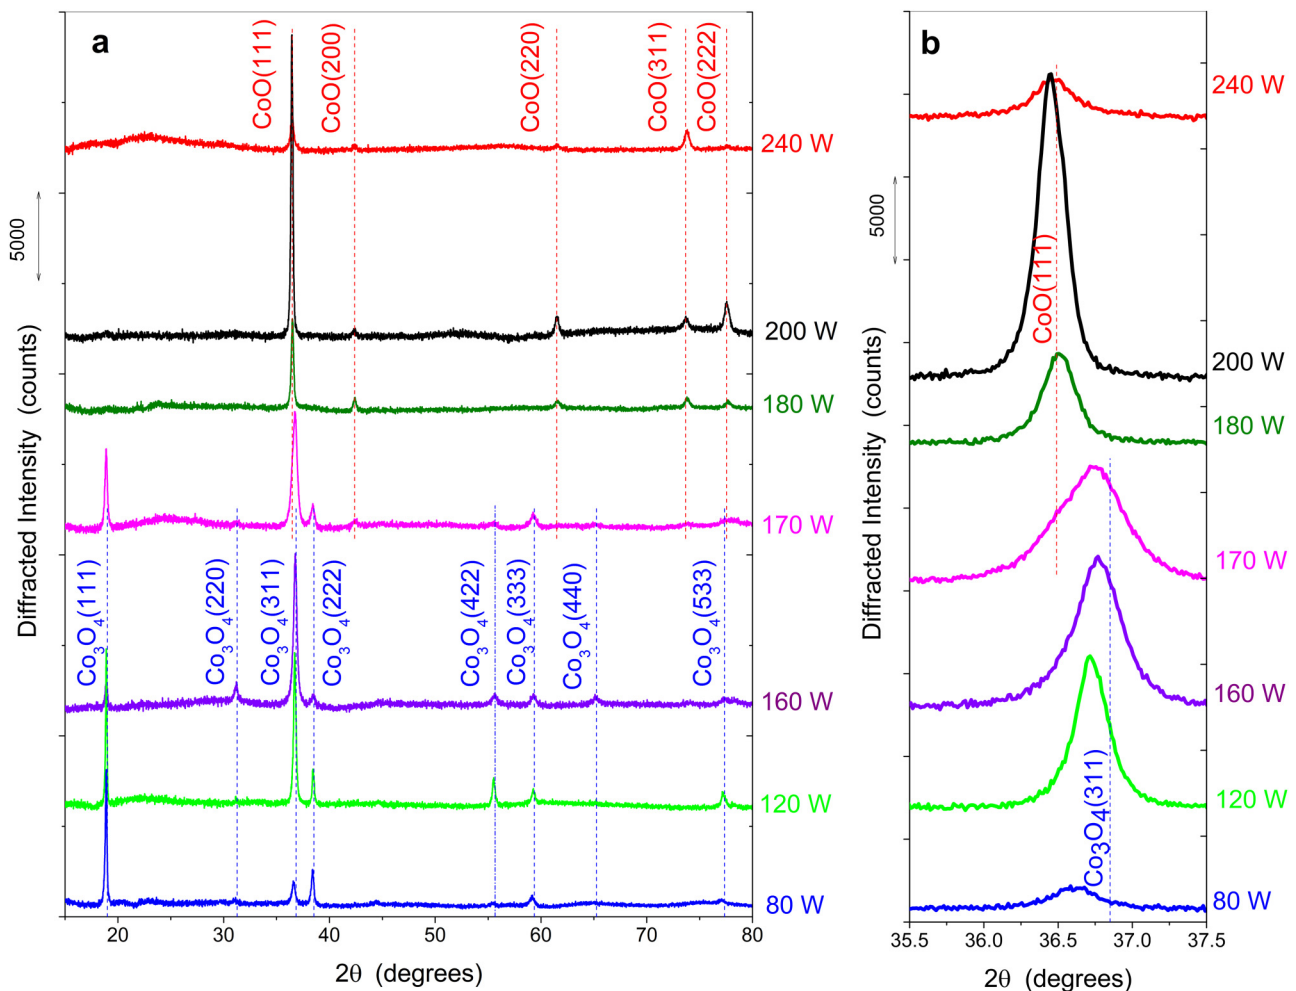 a
CoO(111)
CoO(200)
CoO(220)
CoO(311)
CoO(222)
240 W
200 W
180 W
170 W
160 W
120 W
80 W
5000
Diffracted Intensity (counts)
Co3O4(111)
Co3O4(220)
Co3O4(311)
Co3O4(222)
Co3O4(422)
Co3O4(333)
Co3O4(440)
Co3O4(533)
20 30 40 50 60 70 80
2θ (degrees)
b
240 W
200 W
180 W
170 W
160 W
120 W
80 W
5000
CoO(111)
Diffracted Intensity (counts)
Co3O4(311)
35.5 36.0 36.5 37.0 37.5
2θ (degrees)